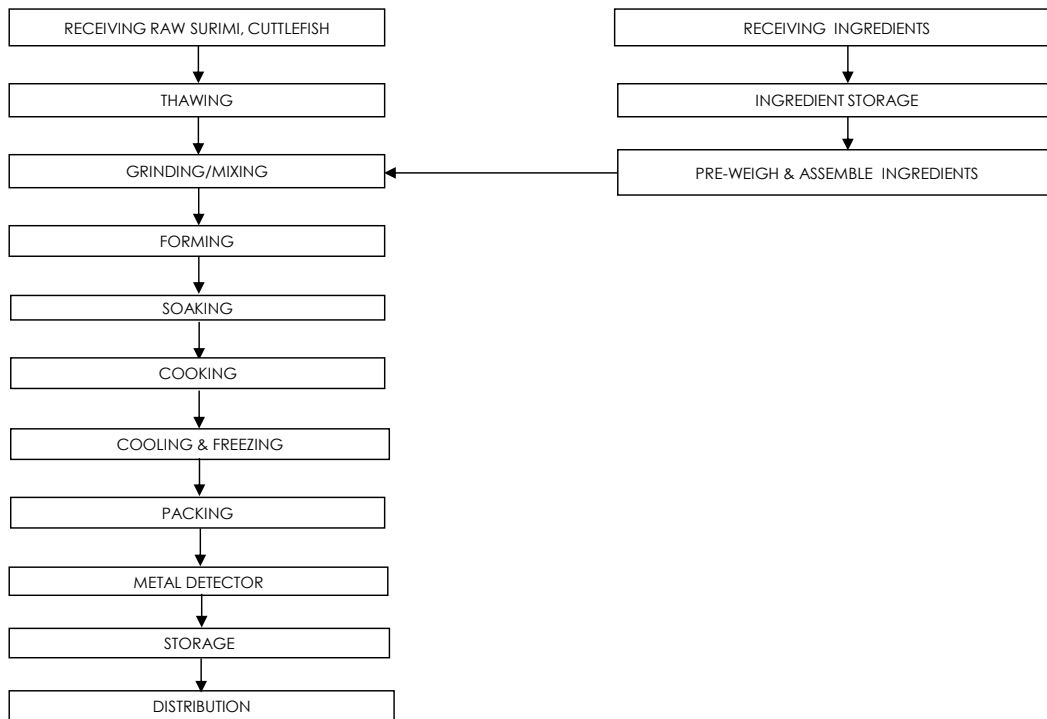 RECEIVING RAW SURIMI, CUTTLEFISH
RECEIVING INGREDIENTS
THAWING
INGREDIENT STORAGE
GRINDING/MIXING
PRE-WEIGH & ASSEMBLE INGREDIENTS
FORMING
SOAKING
COOKING
COOLING & FREEZING
PACKING
METAL DETECTOR
STORAGE
DISTRIBUTION